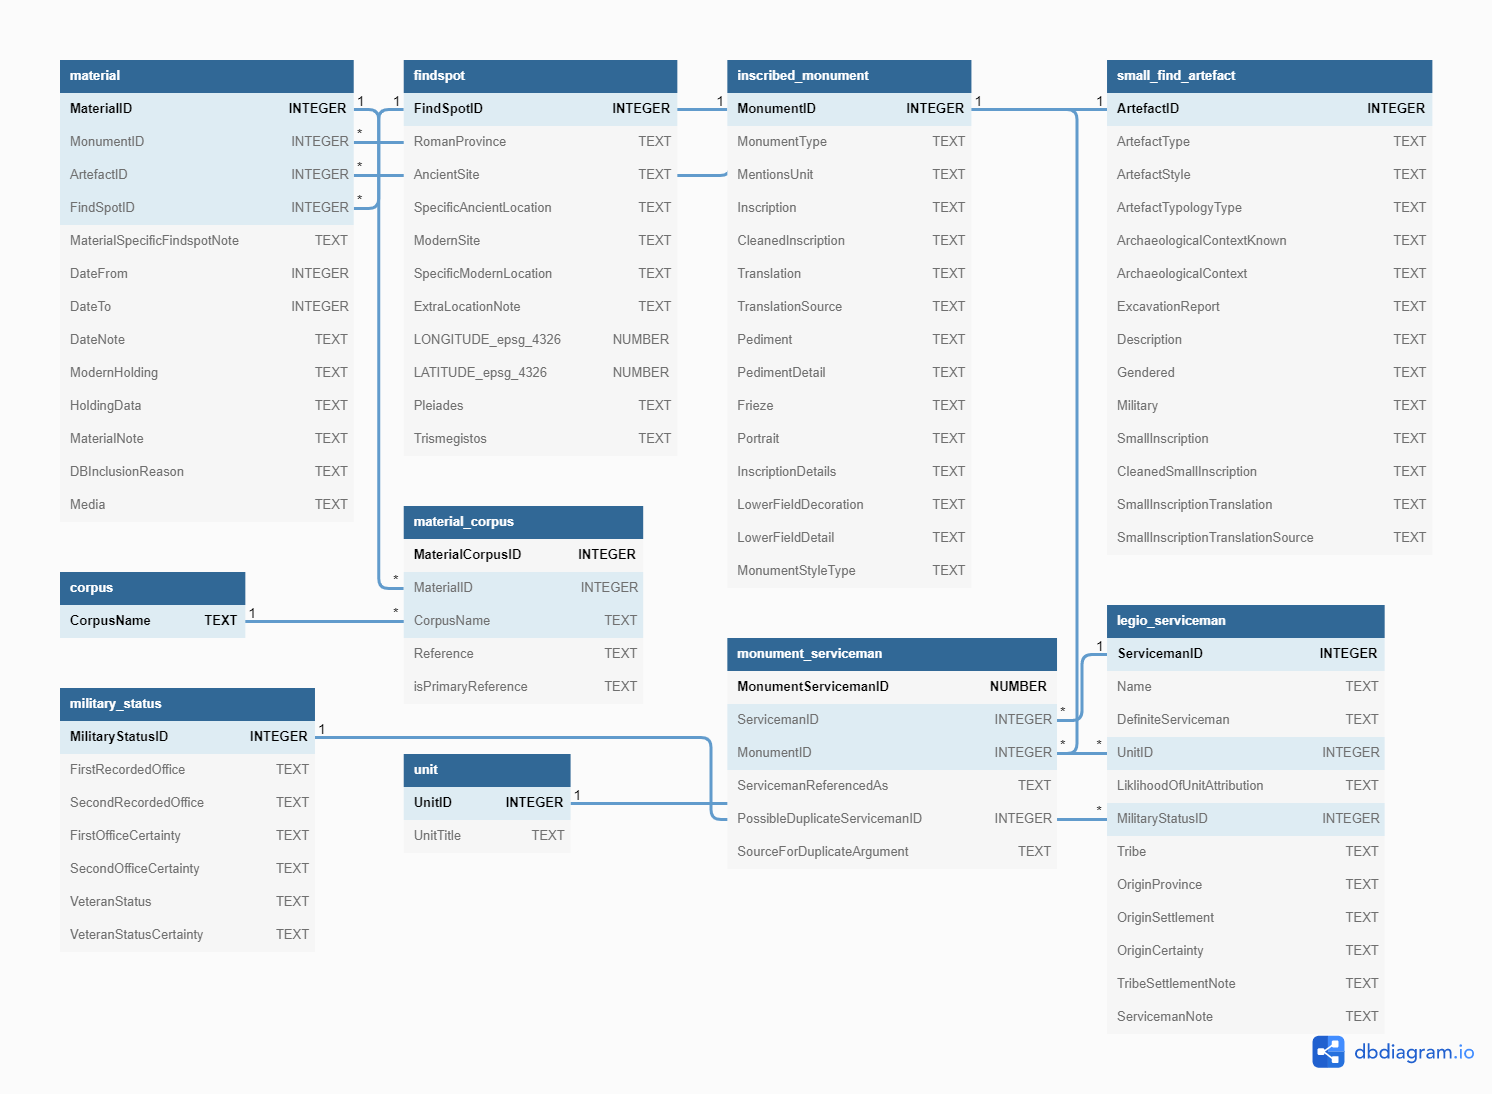 material
MaterialID INTEGER 1
MonumentID INTEGER *
ArtefactID INTEGER *
FindSpotID INTEGER *
MaterialSpecificFindspotNote TEXT
DateFrom INTEGER
DateTo INTEGER
DateNote TEXT
ModernHolding TEXT
HoldingData TEXT
MaterialNote TEXT
DBInclusionReason TEXT
Media TEXT
findspot
1 FindSpotID INTEGER
RomanProvince TEXT
AncientSite TEXT
SpecificAncientLocation TEXT
ModernSite TEXT
SpecificModernLocation TEXT
ExtraLocationNote TEXT
LONGITUDE_epsg_4326 NUMBER
LATITUDE_epsg_4326 NUMBER
Pleiades TEXT
Trismegistos TEXT
inscribed_monument
1 MonumentID INTEGER 1
MonumentType TEXT
MentionsUnit TEXT
Inscription TEXT
CleanedInscription TEXT
Translation TEXT
TranslationSource TEXT
Pediment TEXT
PedimentDetail TEXT
Frieze TEXT
Portrait TEXT
InscriptionDetails TEXT
LowerFieldDecoration TEXT
LowerFieldDetail TEXT
MonumentStyleType TEXT
small_find_artefact
1 ArtefactID INTEGER
ArtefactType TEXT
ArtefactStyle TEXT
ArtefactTypologyType TEXT
ArchaeologicalContextKnown TEXT
ArchaeologicalContext TEXT
ExcavationReport TEXT
Description TEXT
Gendered TEXT
Military TEXT
SmallInscription TEXT
CleanedSmallInscription TEXT
SmallInscriptionTranslation TEXT
SmallInscriptionTranslationSource TEXT
material_corpus
MaterialCorpusID INTEGER
* MaterialID INTEGER
* CorpusName TEXT
Reference TEXT
isPrimaryReference TEXT
corpus
CorpusName TEXT 1
military_status
MilitaryStatusID INTEGER 1
FirstRecordedOffice TEXT
SecondRecordedOffice TEXT
FirstOfficeCertainty TEXT
SecondOfficeCertainty TEXT
VeteranStatus TEXT
VeteranStatusCertainty TEXT
unit
UnitID INTEGER 1
UnitTitle TEXT
monument_serviceman
MonumentServicemanID NUMBER
ServicemanID INTEGER *
MonumentID INTEGER *
ServicemanReferencedAs TEXT
PossibleDuplicateServicemanID INTEGER
SourceForDuplicateArgument TEXT
legio_serviceman
1 ServicemanID INTEGER
Name TEXT
DefiniteServiceman TEXT
* UnitID INTEGER
LiklihoodOfUnitAttribution TEXT
* MilitaryStatusID INTEGER
Tribe TEXT
OriginProvince TEXT
OriginSettlement TEXT
OriginCertainty TEXT
TribeSettlementNote TEXT
ServicemanNote TEXT
dbdiagram.io